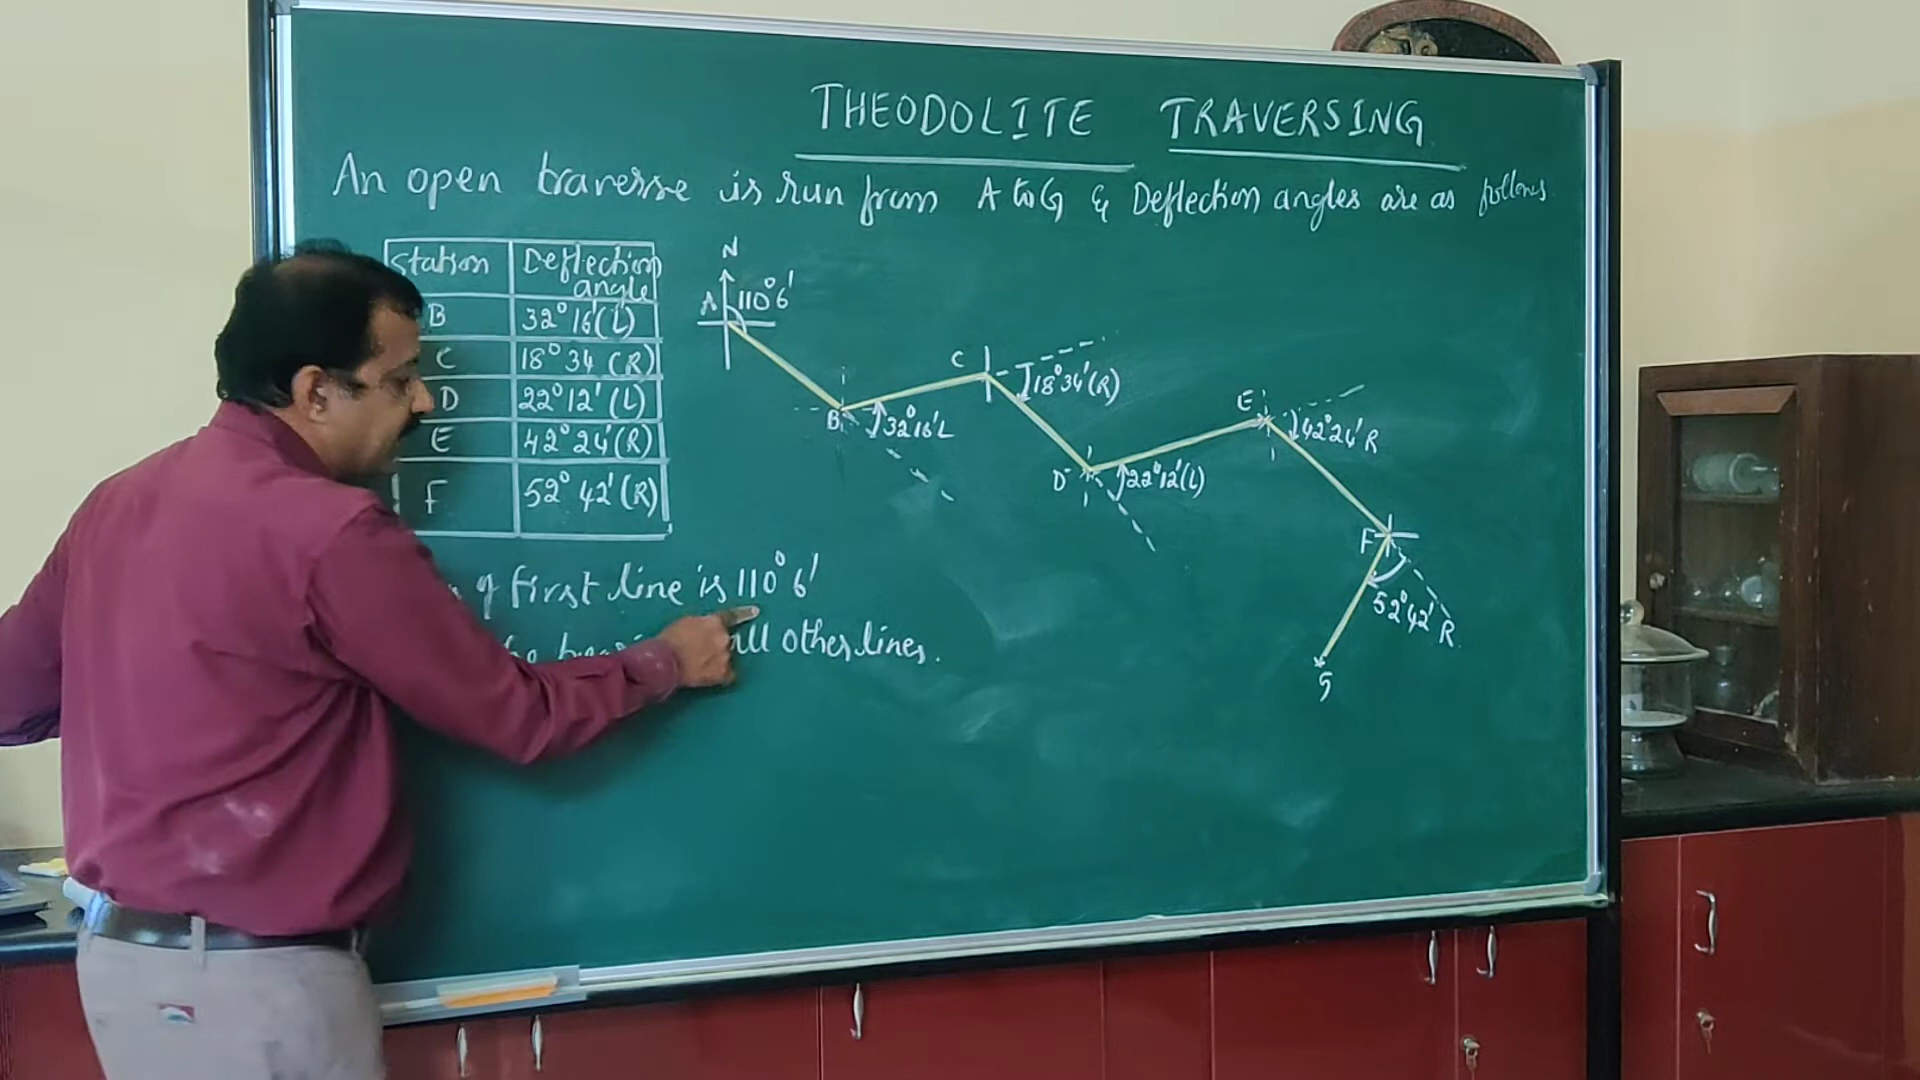 THEODOLITE TRAVERSING
An open traverse is run from A to G & Deflection angles are as follows
Station Deflection angle
B 32° 16'(L)
C 18° 34 (R)
D 22° 12' (L)
E 42° 24' (R)
F 52° 42' (R)
of first line is 110° 6'
all other lines.
N
A 110° 6'
B 32° 16' L
C 18° 34' (R)
D 22° 12' (L)
E 42° 24' R
F 52° 42' R
G